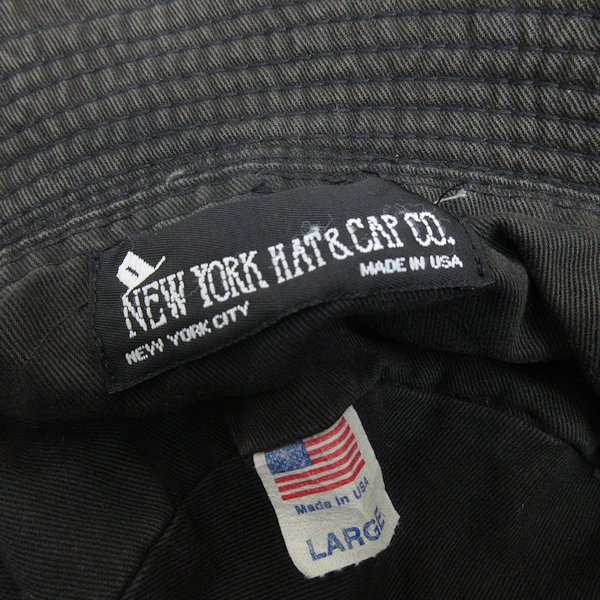 NEW YORK HAT & CAP CO.
NEW YORK CITY
MADE IN USA
Made In USA
LARGE